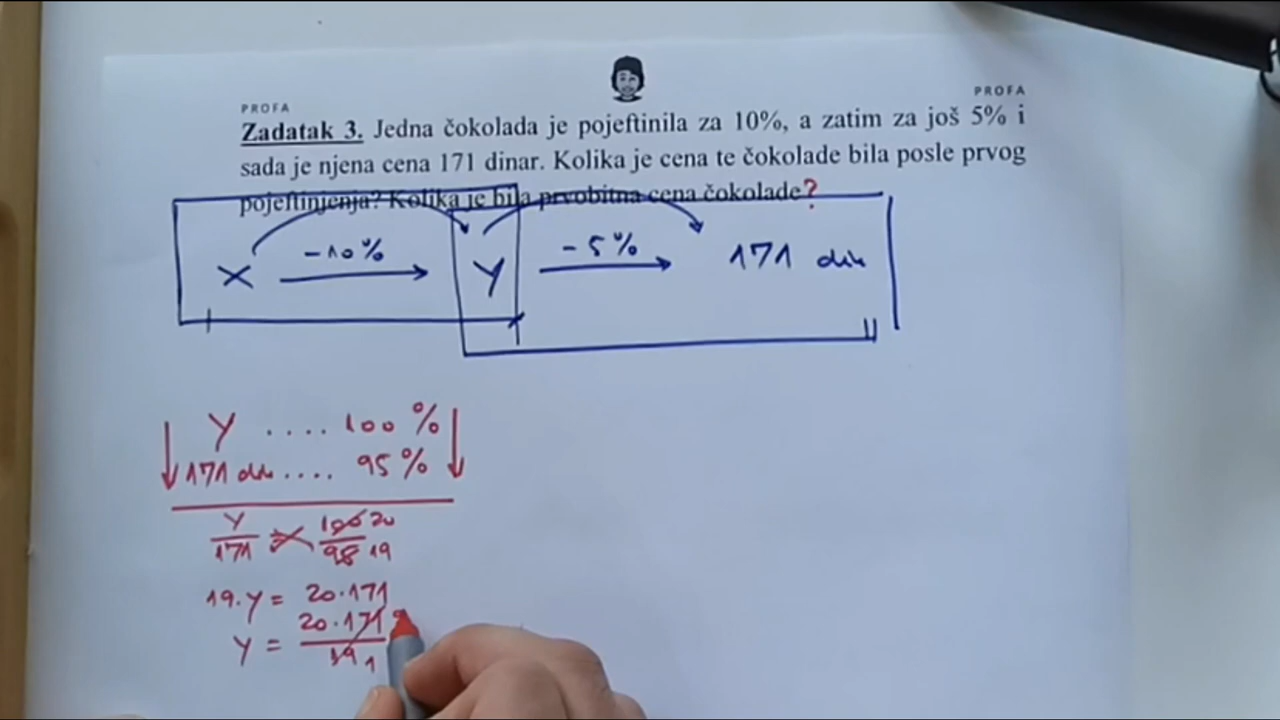 PROFA
PROFA
Zadatak 3. Jedna čokolada je pojeftinila za 10%, a zatim za još 5% i
sada je njena cena 171 dinar. Kolika je cena te čokolade bila posle prvog
pojeftinjenja? Kolika je bila prvobitna cena čokolade?
-10% -5%
X Y 171 din
Y .... 100 %
171 din .... 95 %
Y 100 20
171 95 19
19.Y = 20.171
20.171 9
Y =
19 1